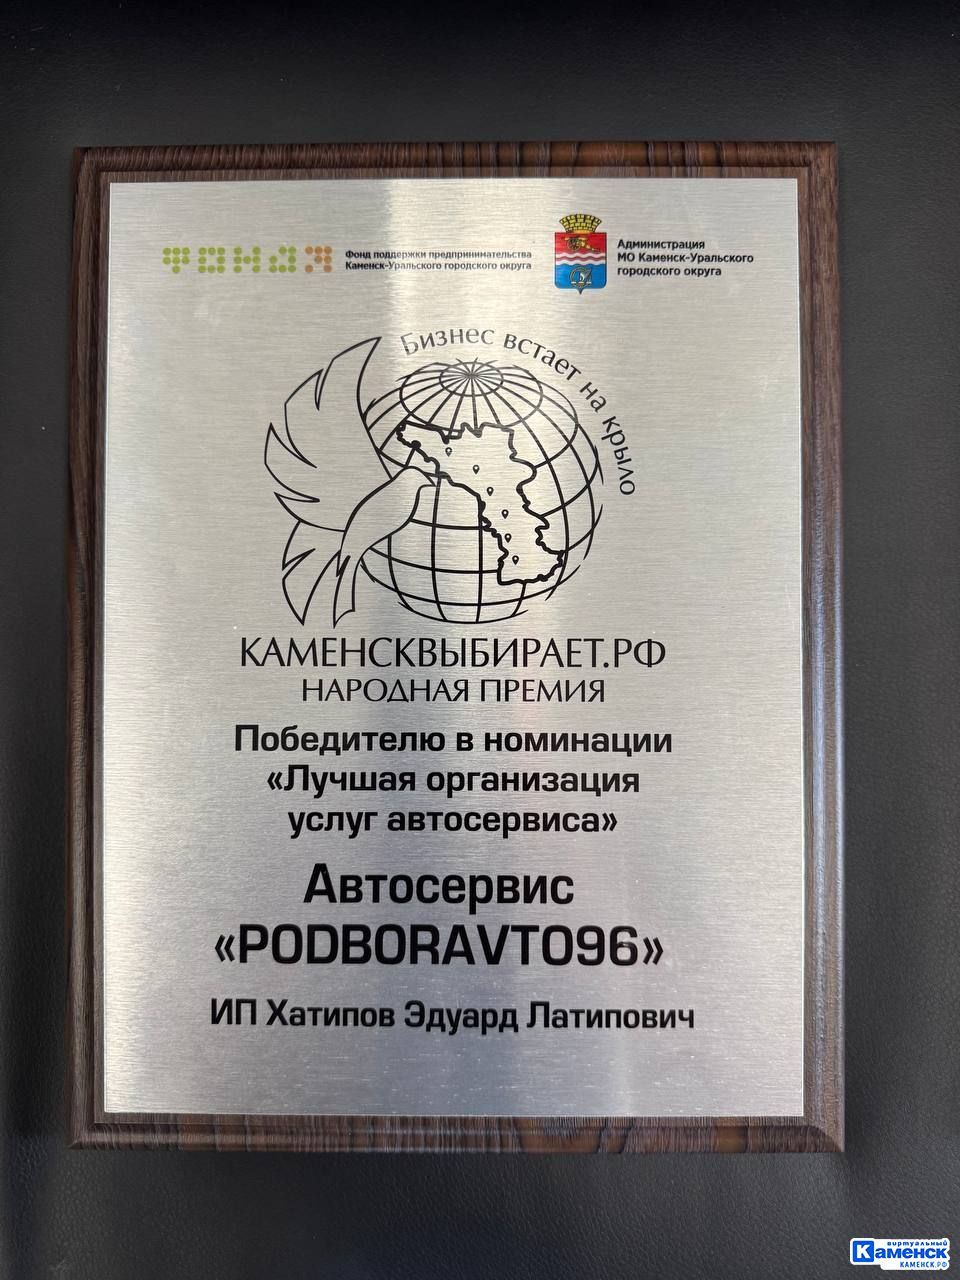 ФОНД
Фонд поддержки предпринимательства
Каменск-Уральского городского округа
Администрация
МО Каменск-Уральского
городского округа
Бизнес встает на крыло
КАМЕНСКВЫБИРАЕТ.РФ
НАРОДНАЯ ПРЕМИЯ
Победителю в номинации
«Лучшая организация
услуг автосервиса»
Автосервис
«PODBORAVTO96»
ИП Хатипов Эдуард Латипович
виртуальный
Каменск
КАМЕНСК.РФ